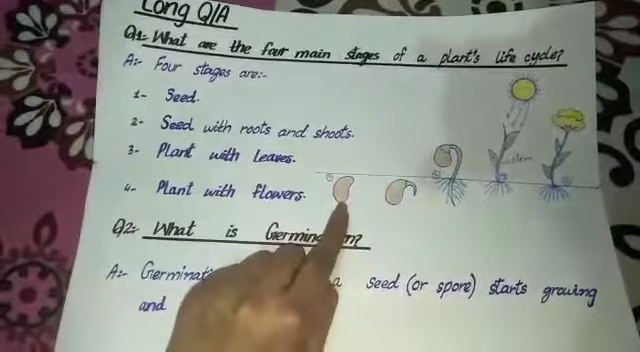 Long Q/A
Q1:- What are the four main stages of a plant's life cycle?
A:- Four stages are:-
1- Seed.
2- Seed with roots and shoots.
3- Plant with Leaves.
4- Plant with flowers.
stem
Q2:- What is
A:- a seed (or spore) starts growing
and